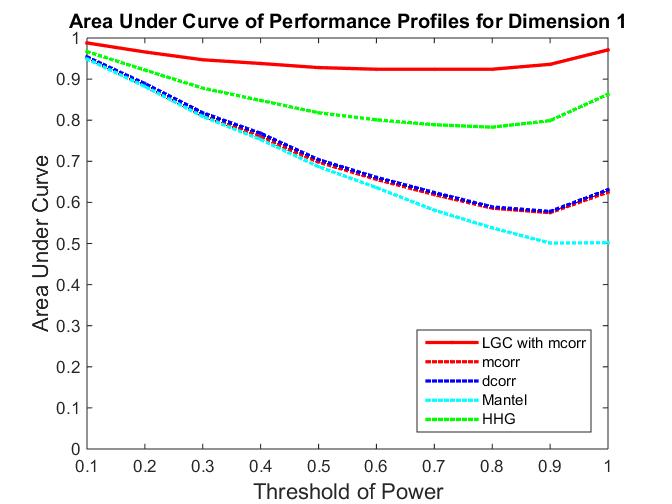 Area Under Curve of Performance Profiles for Dimension 1
1
0.9
0.8
0.7
0.6
0.5
0.4
0.3
0.2
0.1
0
Area Under Curve
LGC with mcorr
mcorr
dcorr
Mantel
HHG
0.1 0.2 0.3 0.4 0.5 0.6 0.7 0.8 0.9 1
Threshold of Power